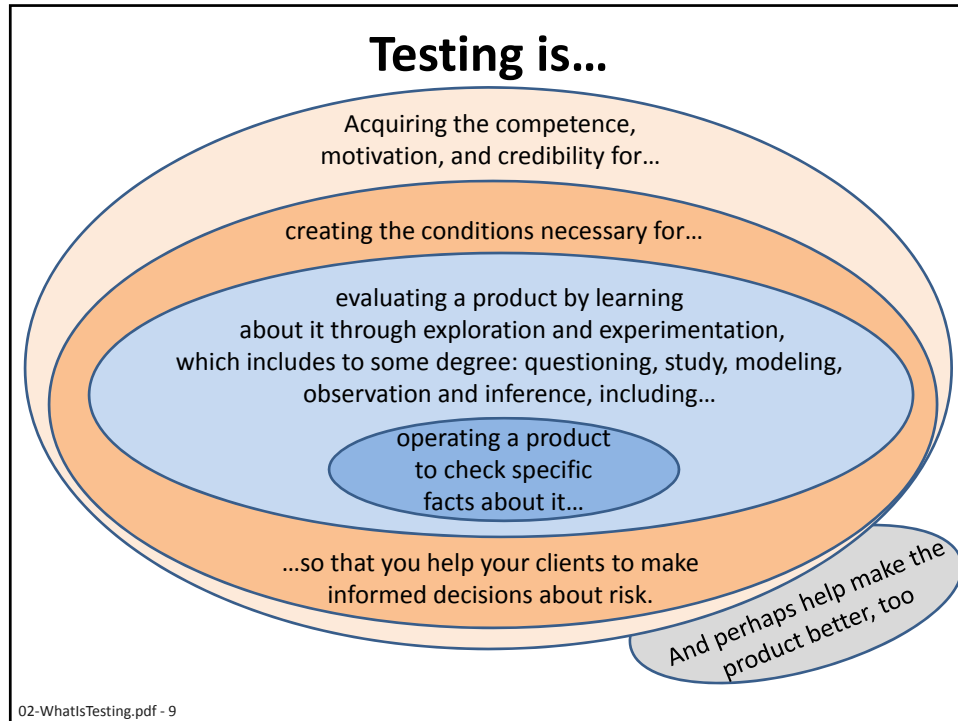 Testing is…
Acquiring the competence,
motivation, and credibility for…
creating the conditions necessary for…
evaluating a product by learning
about it through exploration and experimentation,
which includes to some degree: questioning, study, modeling,
observation and inference, including…
operating a product
to check specific
facts about it…
…so that you help your clients to make
informed decisions about risk.
And perhaps help make the
product better, too
02-WhatIsTesting.pdf - 9